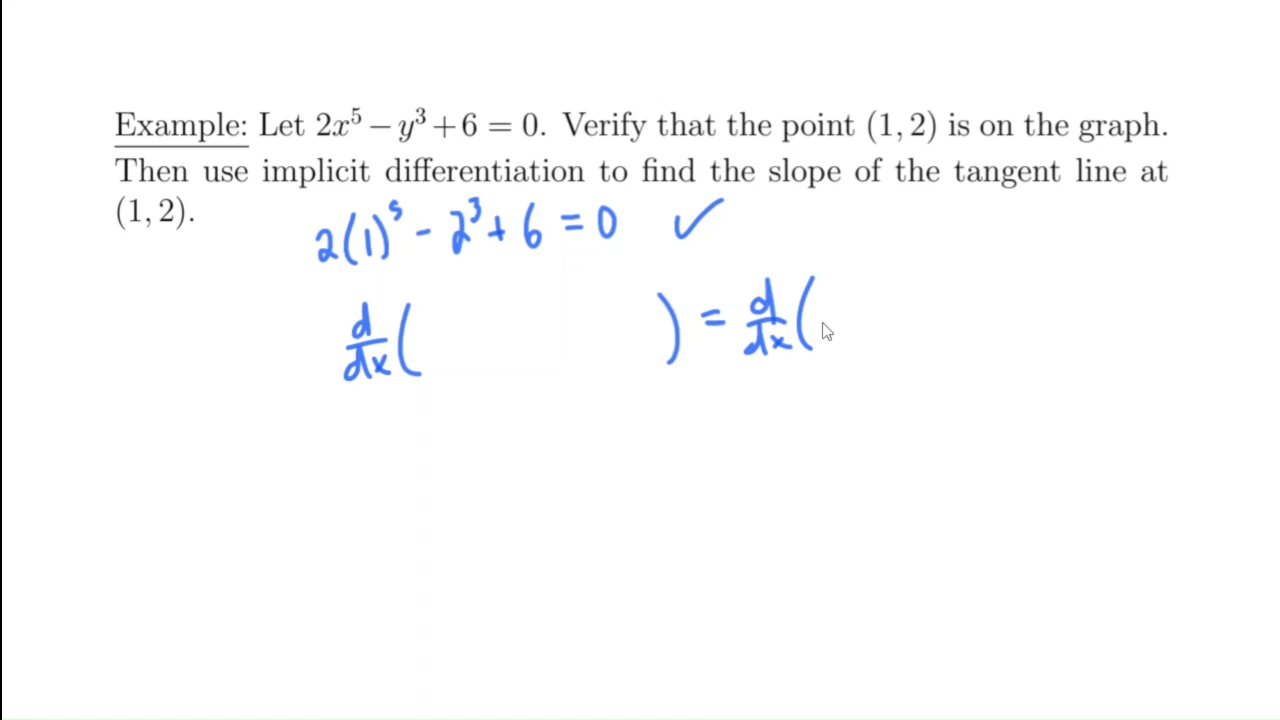 Example: Let 2x⁵ − y³ + 6 = 0. Verify that the point (1, 2) is on the graph.
Then use implicit differentiation to find the slope of the tangent line at
(1, 2).
2(1)⁵ - 2³ + 6 = 0 ✓
d/dx (          ) = d/dx (